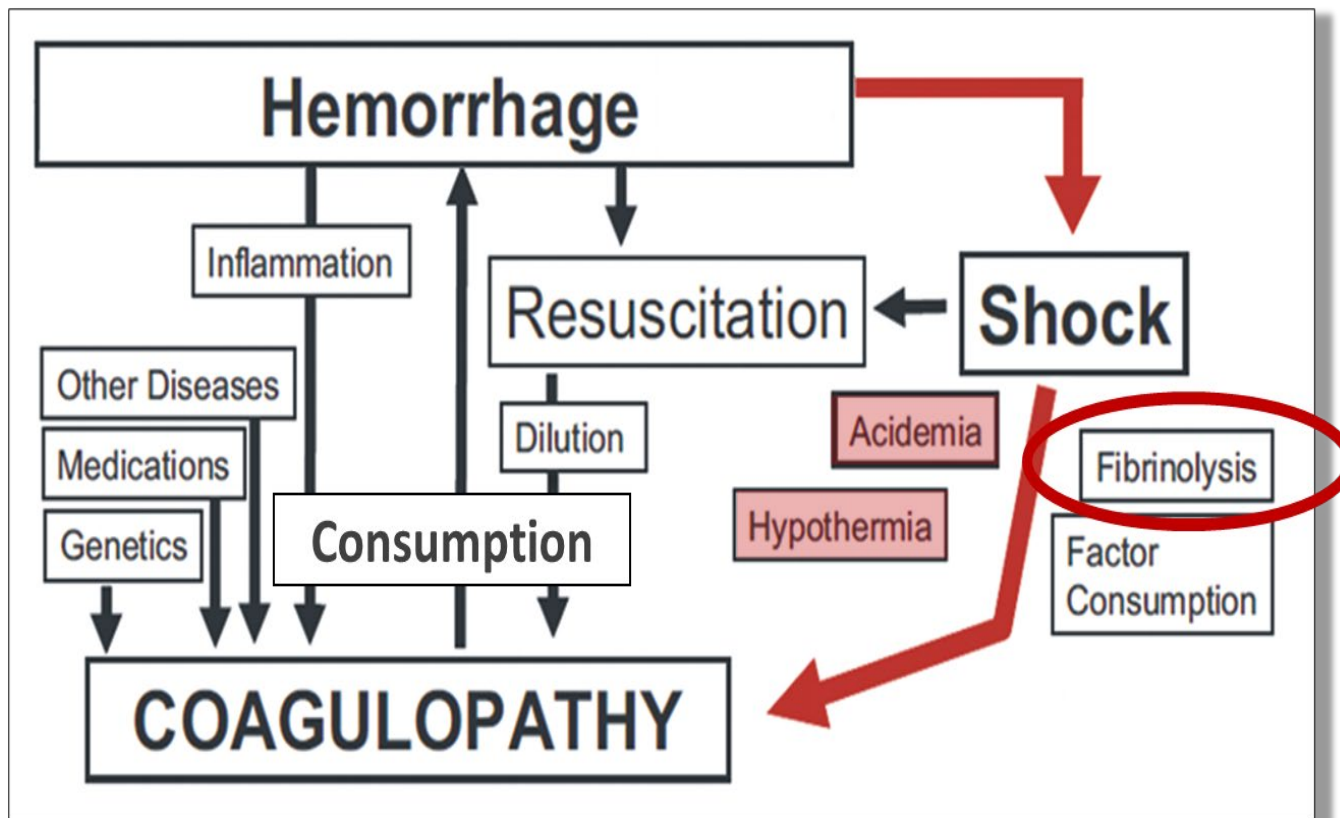 Hemorrhage
Inflammation
Resuscitation
Shock
Other Diseases
Medications
Genetics
Dilution
Acidemia
Hypothermia
Fibrinolysis
Consumption
Factor
Consumption
COAGULOPATHY